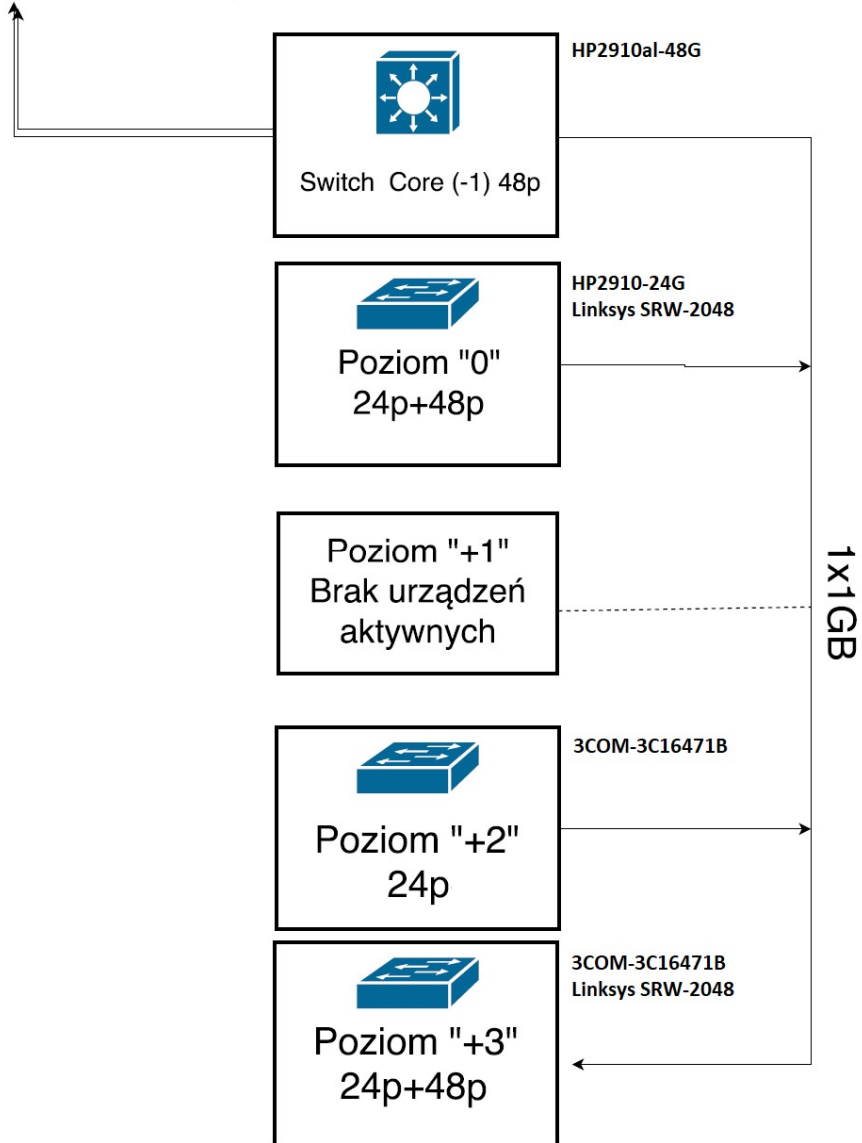 HP2910al-48G
Switch Core (-1) 48p
HP2910-24G
Linksys SRW-2048
Poziom "0"
24p+48p
Poziom "+1"
Brak urządzeń
aktywnych
1x1GB
3COM-3C16471B
Poziom "+2"
24p
3COM-3C16471B
Linksys SRW-2048
Poziom "+3"
24p+48p